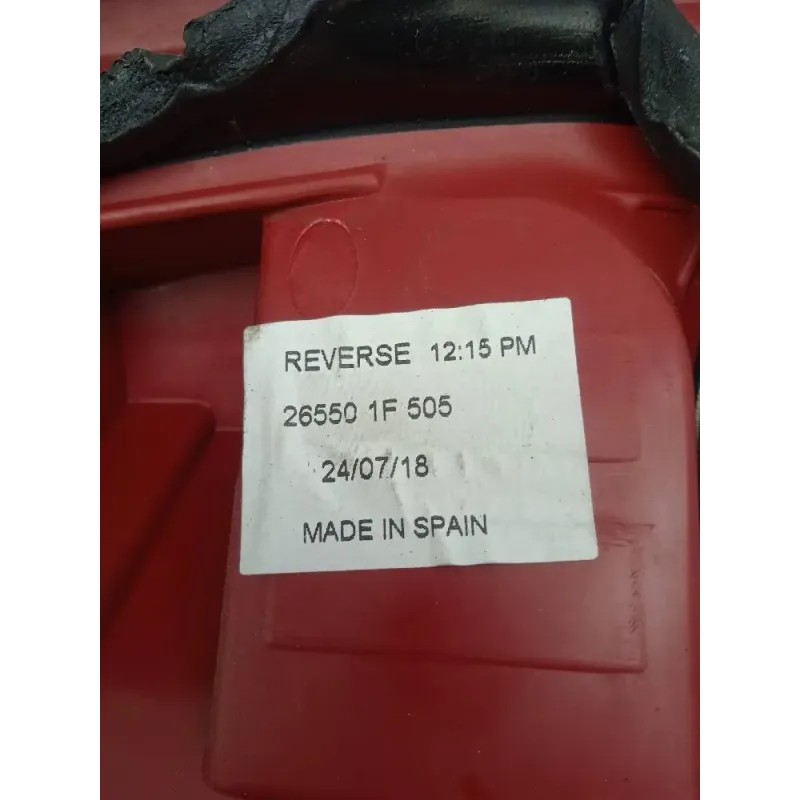 REVERSE 12:15 PM
26550 1F 505
24/07/18
MADE IN SPAIN